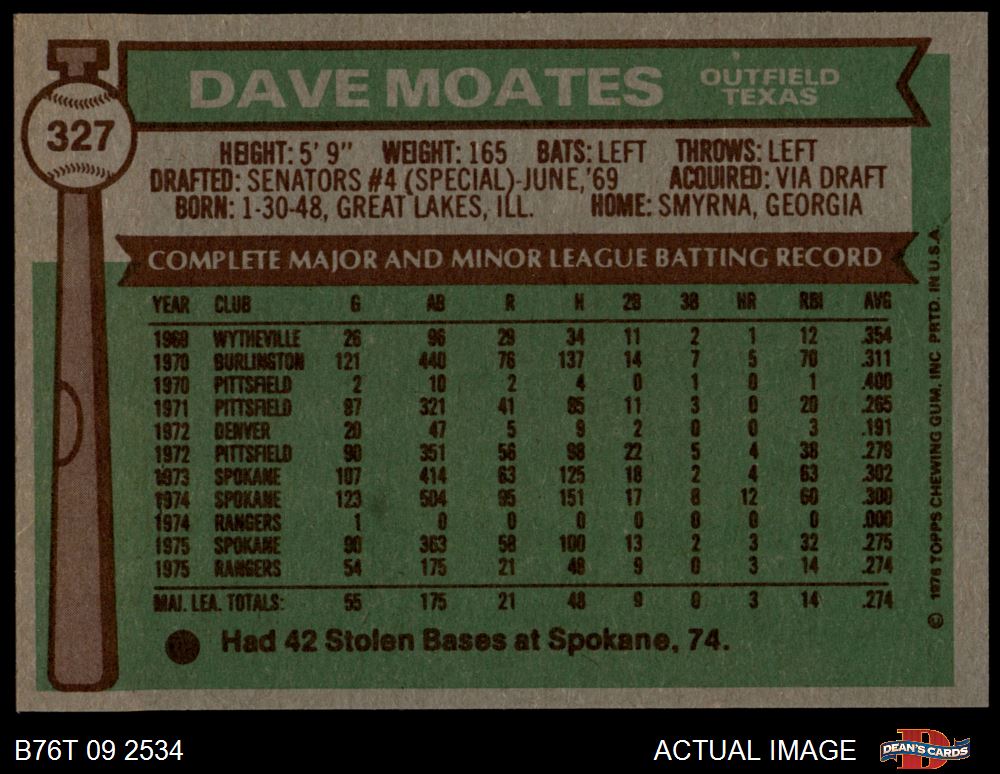 327
DAVE MOATES OUTFIELD
TEXAS
HEIGHT: 5' 9" WEIGHT: 165 BATS: LEFT THROWS: LEFT
DRAFTED: SENATORS #4 (SPECIAL)-JUNE,'69 ACQUIRED: VIA DRAFT
BORN: 1-30-48, GREAT LAKES, ILL. HOME: SMYRNA, GEORGIA
COMPLETE MAJOR AND MINOR LEAGUE BATTING RECORD
YEAR CLUB G AB R H 2B 3B HR RBI AVG
1969 WYTHEVILLE 26 96 29 34 11 2 1 12 .354
1970 BURLINGTON 121 440 76 137 14 7 5 70 .311
1970 PITTSFIELD 2 10 2 4 0 1 0 1 .400
1971 PITTSFIELD 97 321 41 85 11 3 0 20 .265
1972 DENVER 20 47 5 9 2 0 0 3 .191
1972 PITTSFIELD 90 351 56 98 22 5 4 38 .279
1973 SPOKANE 107 414 63 125 18 2 4 63 .302
1974 SPOKANE 123 504 95 151 17 8 12 60 .300
1974 RANGERS 1 0 0 0 0 0 0 0 .000
1975 SPOKANE 90 363 58 100 13 2 3 32 .275
1975 RANGERS 54 175 21 48 9 0 3 14 .274
MAJ. LEA. TOTALS: 55 175 21 48 9 0 3 14 .274
Had 42 Stolen Bases at Spokane, 74.
© 1976 TOPPS CHEWING GUM, INC PRTD. IN U.S.A.
B76T 09 2534 ACTUAL IMAGE DEAN'S CARDS